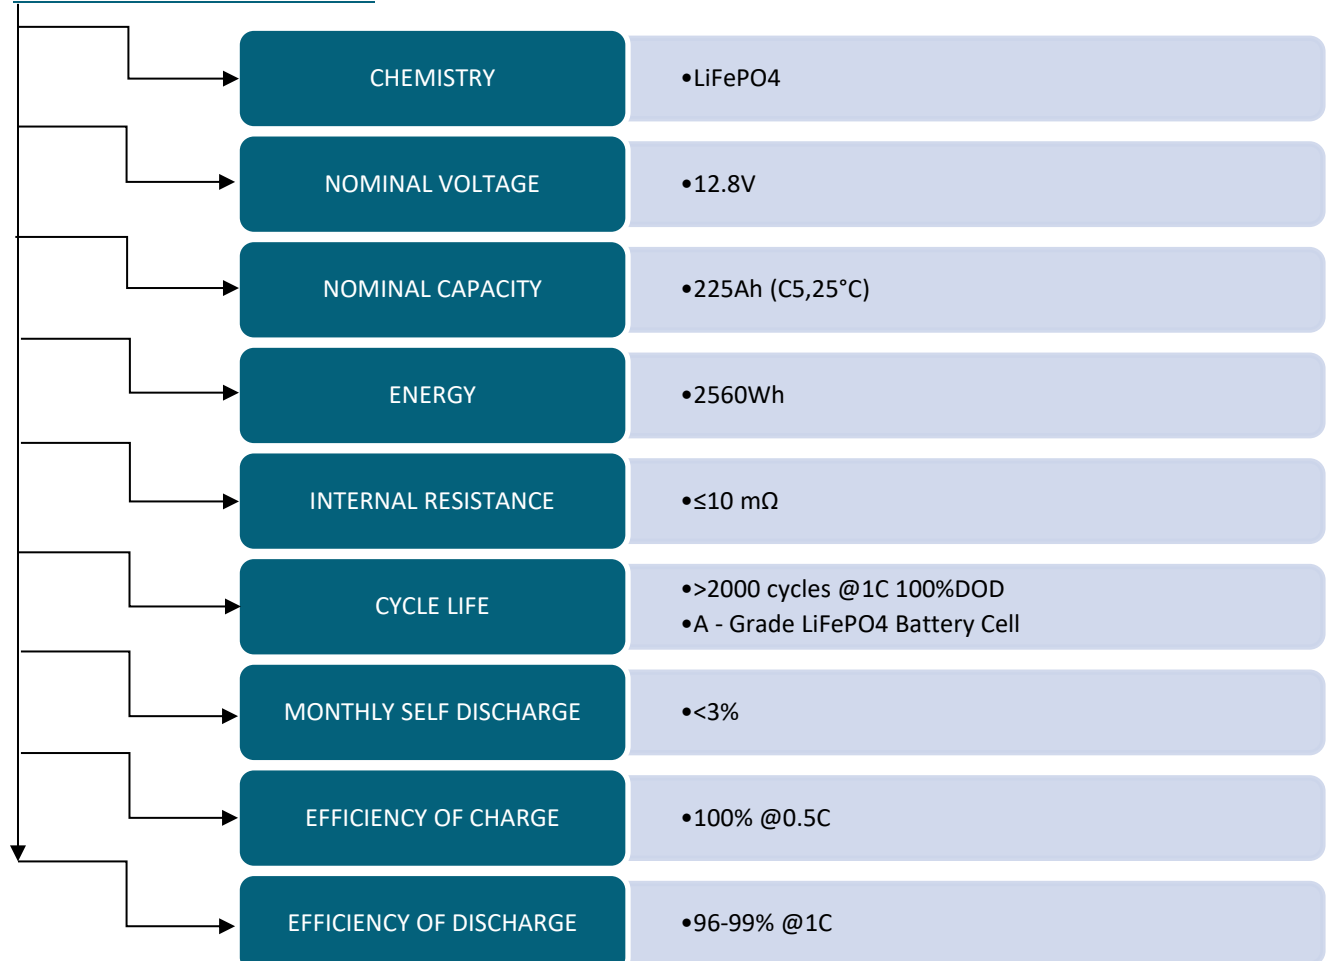 CHEMISTRY
•LiFePO4
NOMINAL VOLTAGE
•12.8V
NOMINAL CAPACITY
•225Ah (C5,25°C)
ENERGY
•2560Wh
INTERNAL RESISTANCE
•≤10 mΩ
CYCLE LIFE
•>2000 cycles @1C 100%DOD
•A - Grade LiFePO4 Battery Cell
MONTHLY SELF DISCHARGE
•<3%
EFFICIENCY OF CHARGE
•100% @0.5C
EFFICIENCY OF DISCHARGE
•96-99% @1C